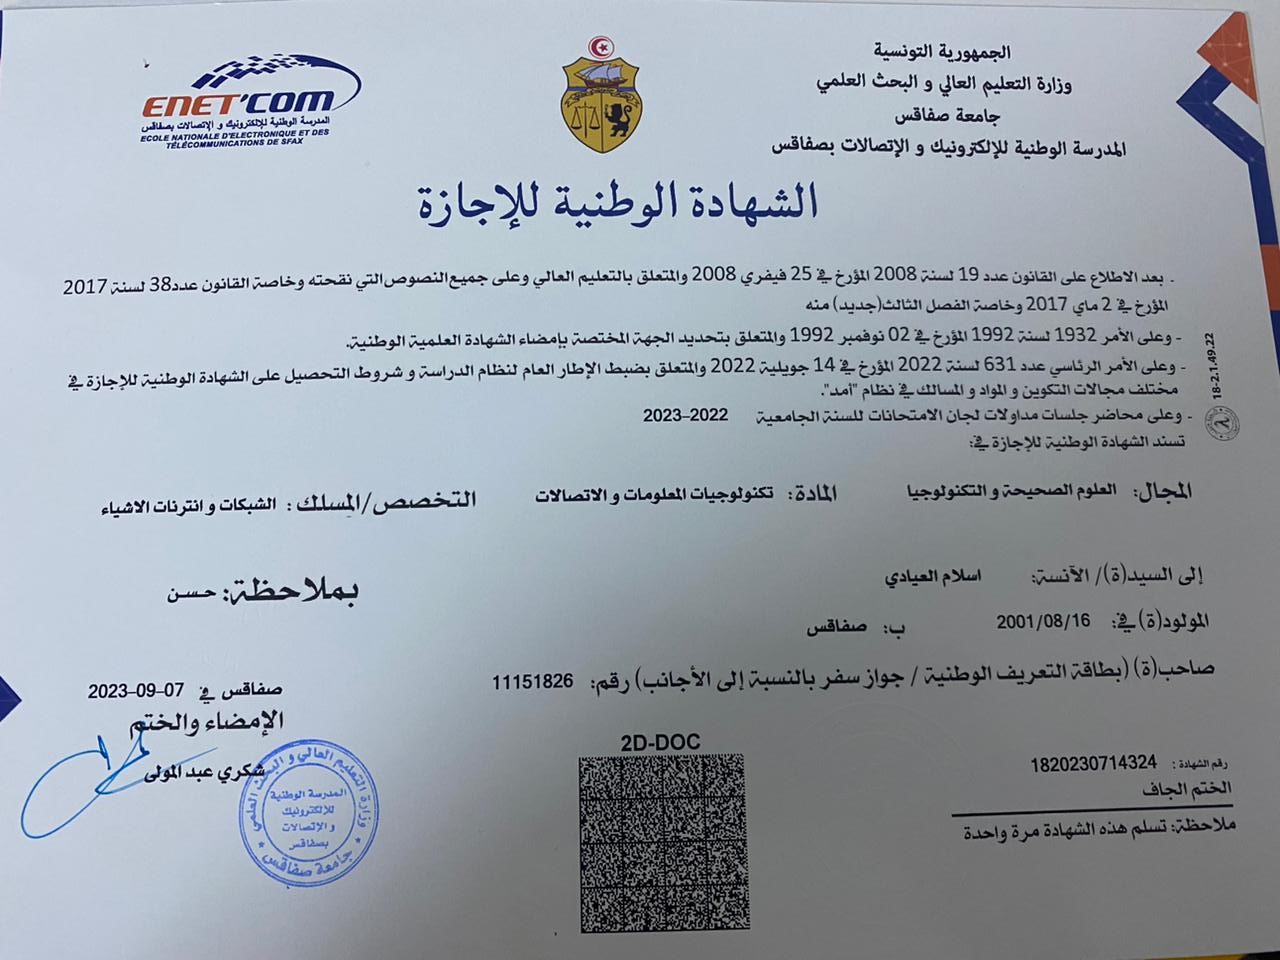 الجمهورية التونسية
وزارة التعليم العالي و البحث العلمي
جامعة صفاقس
المدرسة الوطنية للإلكترونيك و الإتصالات بصفاقس
ENET'COM
المدرسة الوطنية للإلكترونيك و الإتصالات بصفاقس
ECOLE NATIONALE D'ELECTRONIQUE ET DES
TÉLÉCOMMUNICATIONS DE SFAX
الشهادة الوطنية للإجازة
- بعد الاطلاع على القانون عدد 19 لسنة 2008 المؤرخ في 25 فيفري 2008 والمتعلق بالتعليم العالي وعلى جميع النصوص التي نقحته وخاصة القانون عدد 38 لسنة 2017
المؤرخ في 2 ماي 2017 وخاصة الفصل الثالث (جديد) منه
- وعلى الأمر 1932 لسنة 1992 المؤرخ في 02 نوفمبر 1992 والمتعلق بتحديد الجهة المختصة بإمضاء الشهادة العلمية الوطنية.
- وعلى الأمر الرئاسي عدد 631 لسنة 2022 المؤرخ في 14 جويلية 2022 والمتعلق بضبط الإطار العام لنظام الدراسة و شروط التحصيل على الشهادة الوطنية للإجازة في
مختلف مجالات التكوين و المواد و المسالك في نظام "أمد".
- وعلى محاضر جلسات مداولات لجان الامتحانات للسنة الجامعية 2022-2023
تسند الشهادة الوطنية للإجازة في:
18-2.1.49.22
المجال: العلوم الصحيحة و التكنولوجيا المادة: تكنولوجيات المعلومات و الاتصالات التخصص/المسلك: الشبكات و انترنات الاشياء
إلى السيد(ة)/ الآنسة: اسلام العيادي
بملاحظة: حسن
المولود(ة) في: 2001/08/16 ب: صفاقس
صاحب(ة) (بطاقة التعريف الوطنية / جواز سفر بالنسبة إلى الأجانب) رقم: 11151826
صفاقس في 07-09-2023
الإمضاء والختم
شكري عبد المولى
وزارة التعليم العالي و البحث العلمي
المدرسة الوطنية
للإلكترونيك
و الإتصالات
بصفاقس
جامعة صفاقس
2D-DOC
رقم الشهادة : 1820230714324
الختم الجاف
ملاحظة: تسلم هذه الشهادة مرة واحدة